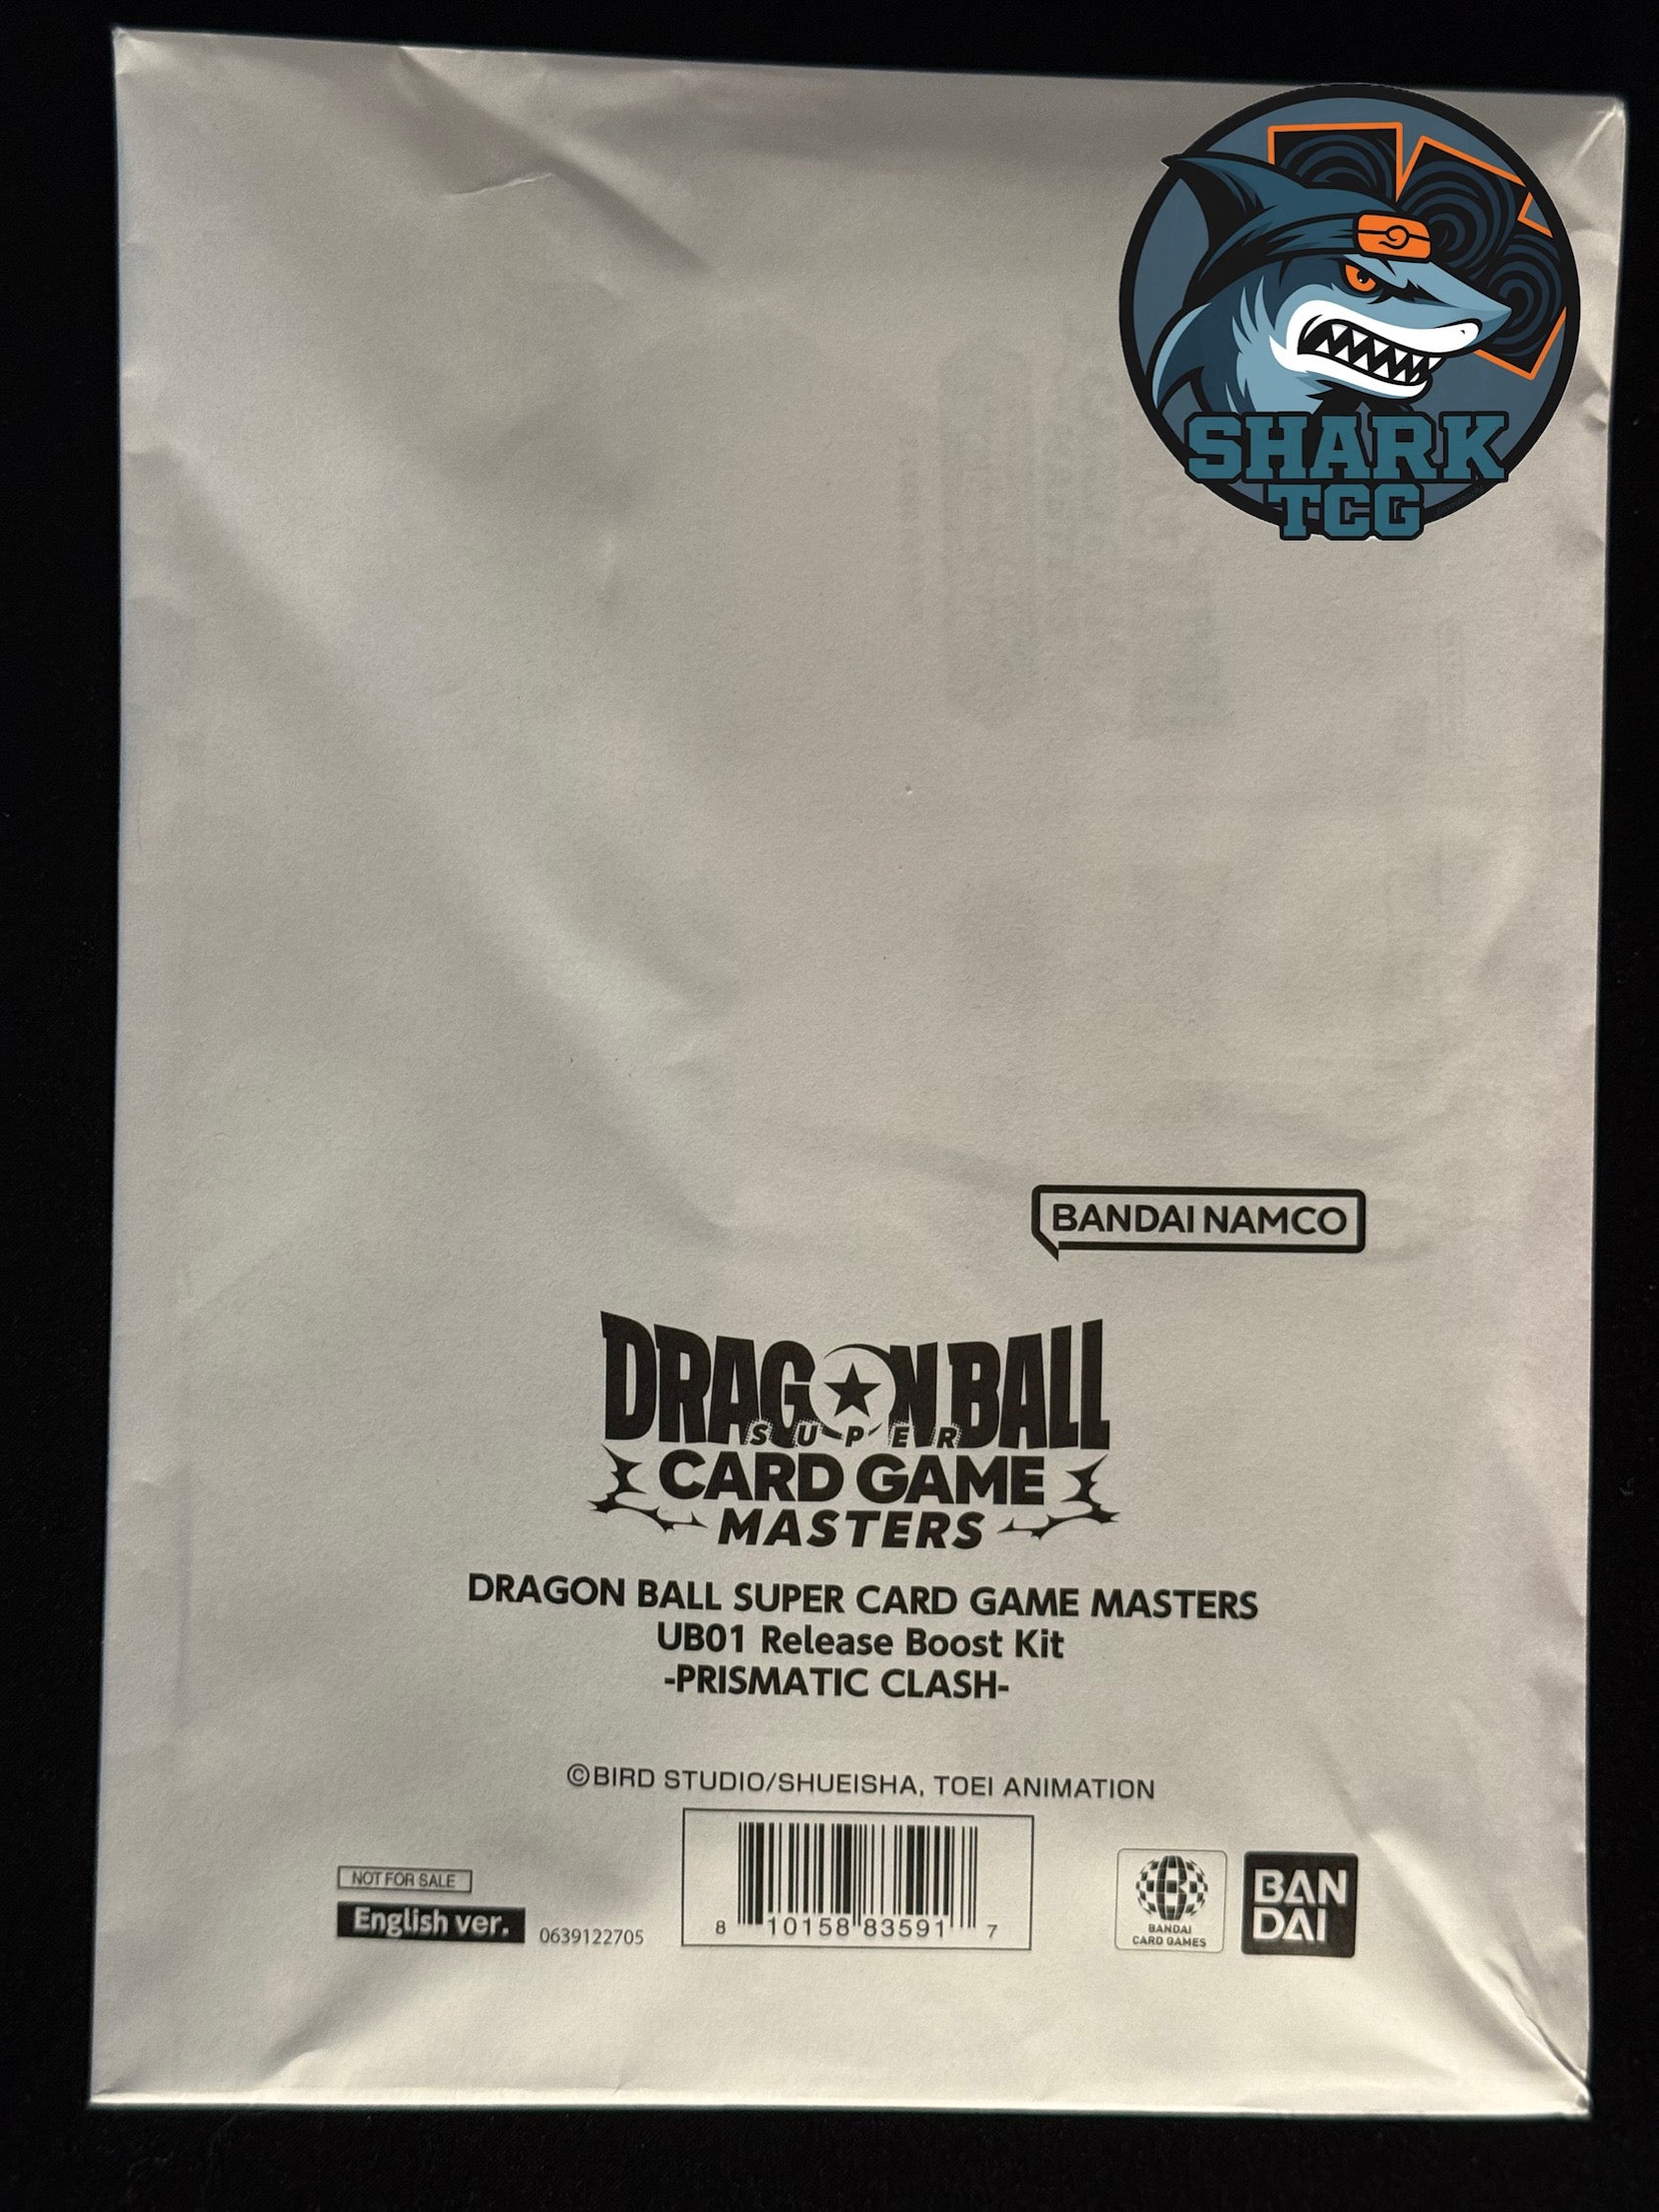 SHARK
TCG
BANDAI NAMCO
DRAGON BALL
SUPER
CARD GAME
MASTERS
DRAGON BALL SUPER CARD GAME MASTERS
UB01 Release Boost Kit
-PRISMATIC CLASH-
©BIRD STUDIO/SHUEISHA, TOEI ANIMATION
NOT FOR SALE
English ver.
0639122705
8 10158 83591 7
BANDAI
CARD GAMES
BAN
DAI